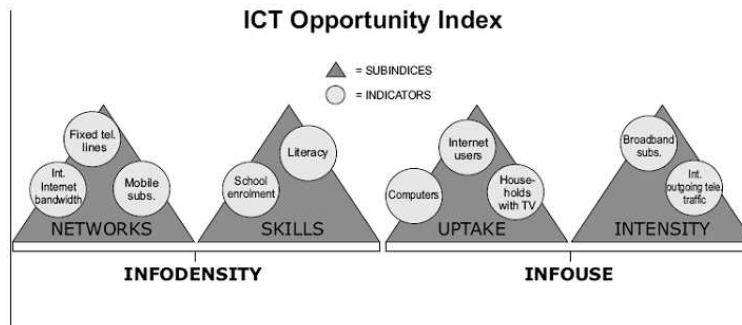 ICT Opportunity Index
= SUBINDICES
= INDICATORS
Fixed tel.
lines
Int.
Internet
bandwidth
Mobile
subs.
NETWORKS
Literacy
School
enrolment
SKILLS
Internet
users
Computers
House-
holds
with TV
UPTAKE
Broadband
subs.
Int.
outgoing tele.
traffic
INTENSITY
INFODENSITY
INFOUSE